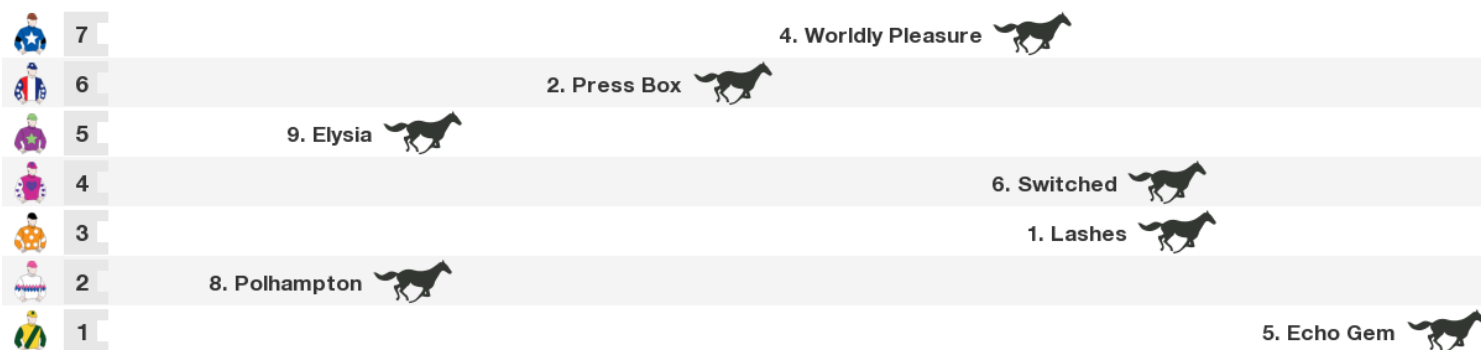 7 4. Worldly Pleasure
6 2. Press Box
5 9. Elysia
4 6. Switched
3 1. Lashes
2 8. Polhampton
1 5. Echo Gem